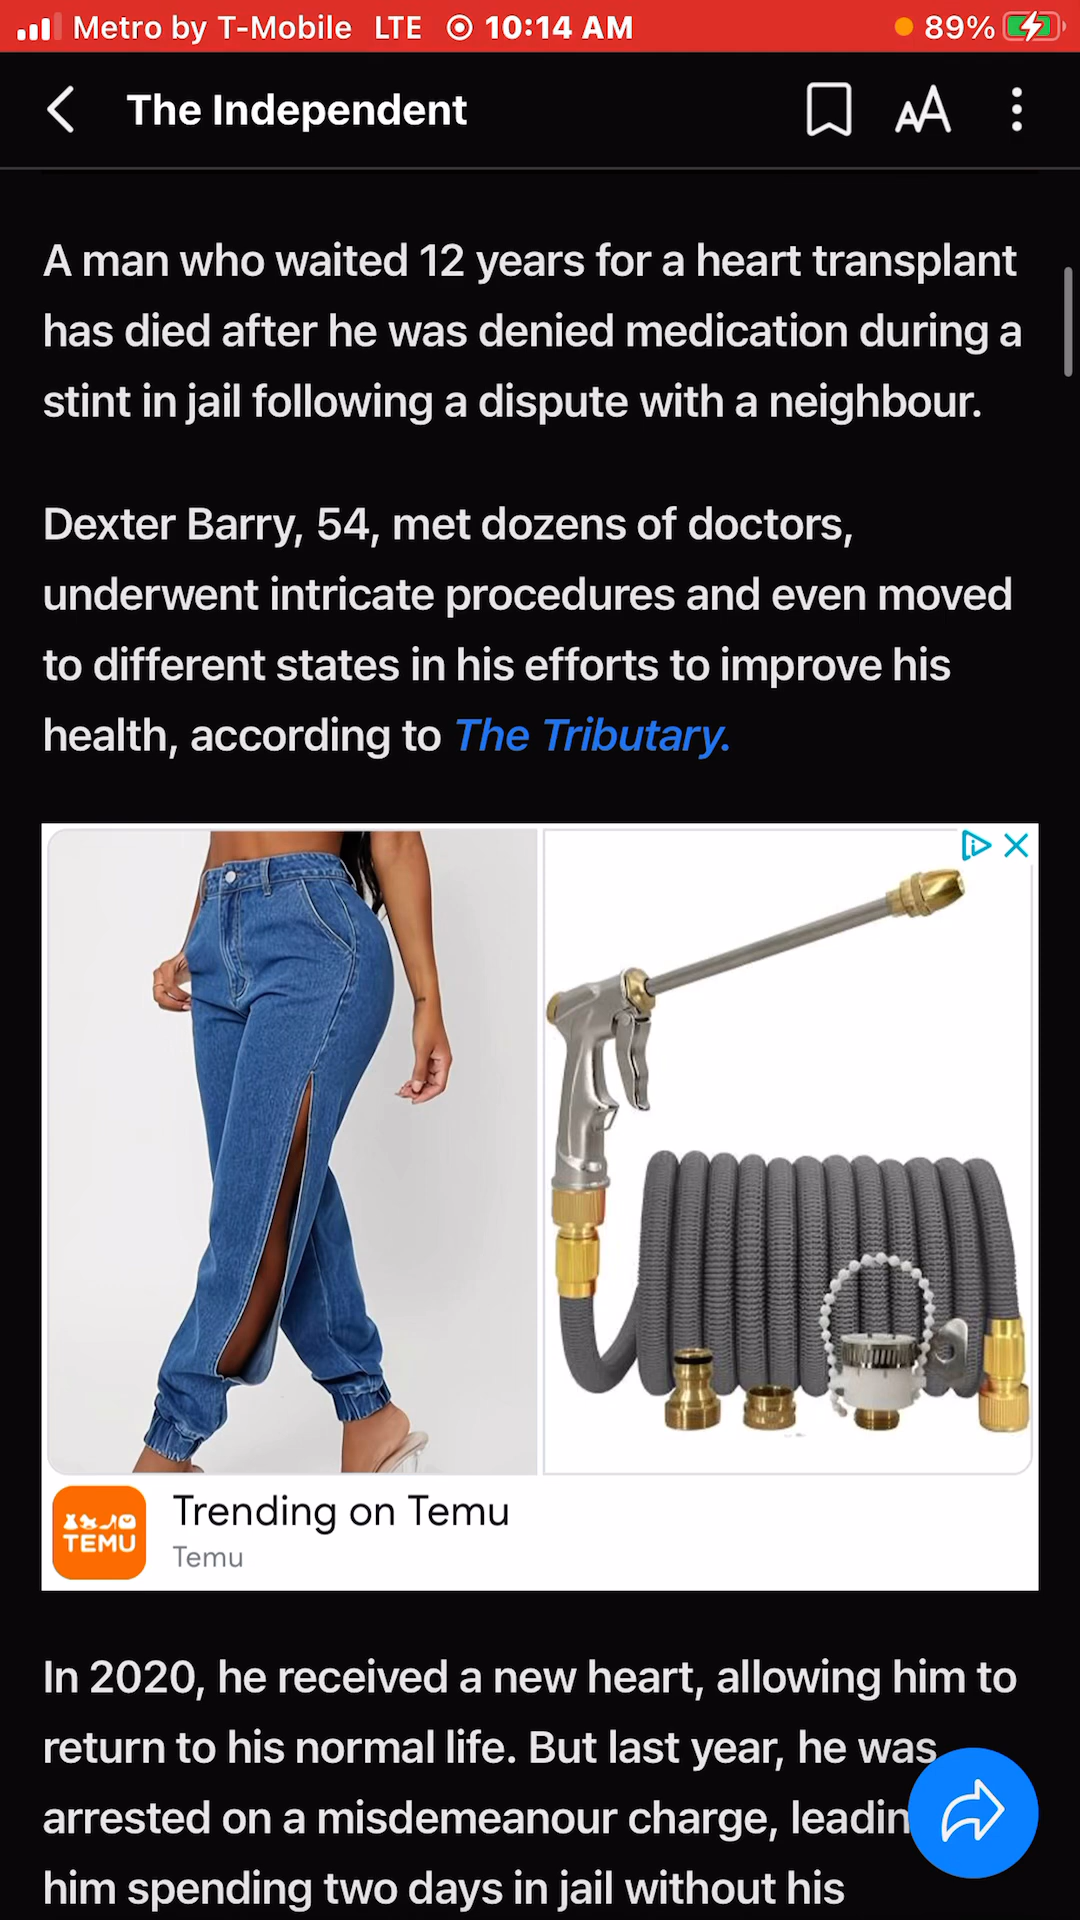 Metro by T-Mobile LTE 10:14 AM 89%
The Independent AA
A man who waited 12 years for a heart transplant
has died after he was denied medication during a
stint in jail following a dispute with a neighbour.
Dexter Barry, 54, met dozens of doctors,
underwent intricate procedures and even moved
to different states in his efforts to improve his
health, according to The Tributary.
TEMU
Trending on Temu
Temu
In 2020, he received a new heart, allowing him to
return to his normal life. But last year, he was
arrested on a misdemeanour charge, leadin
him spending two days in jail without his